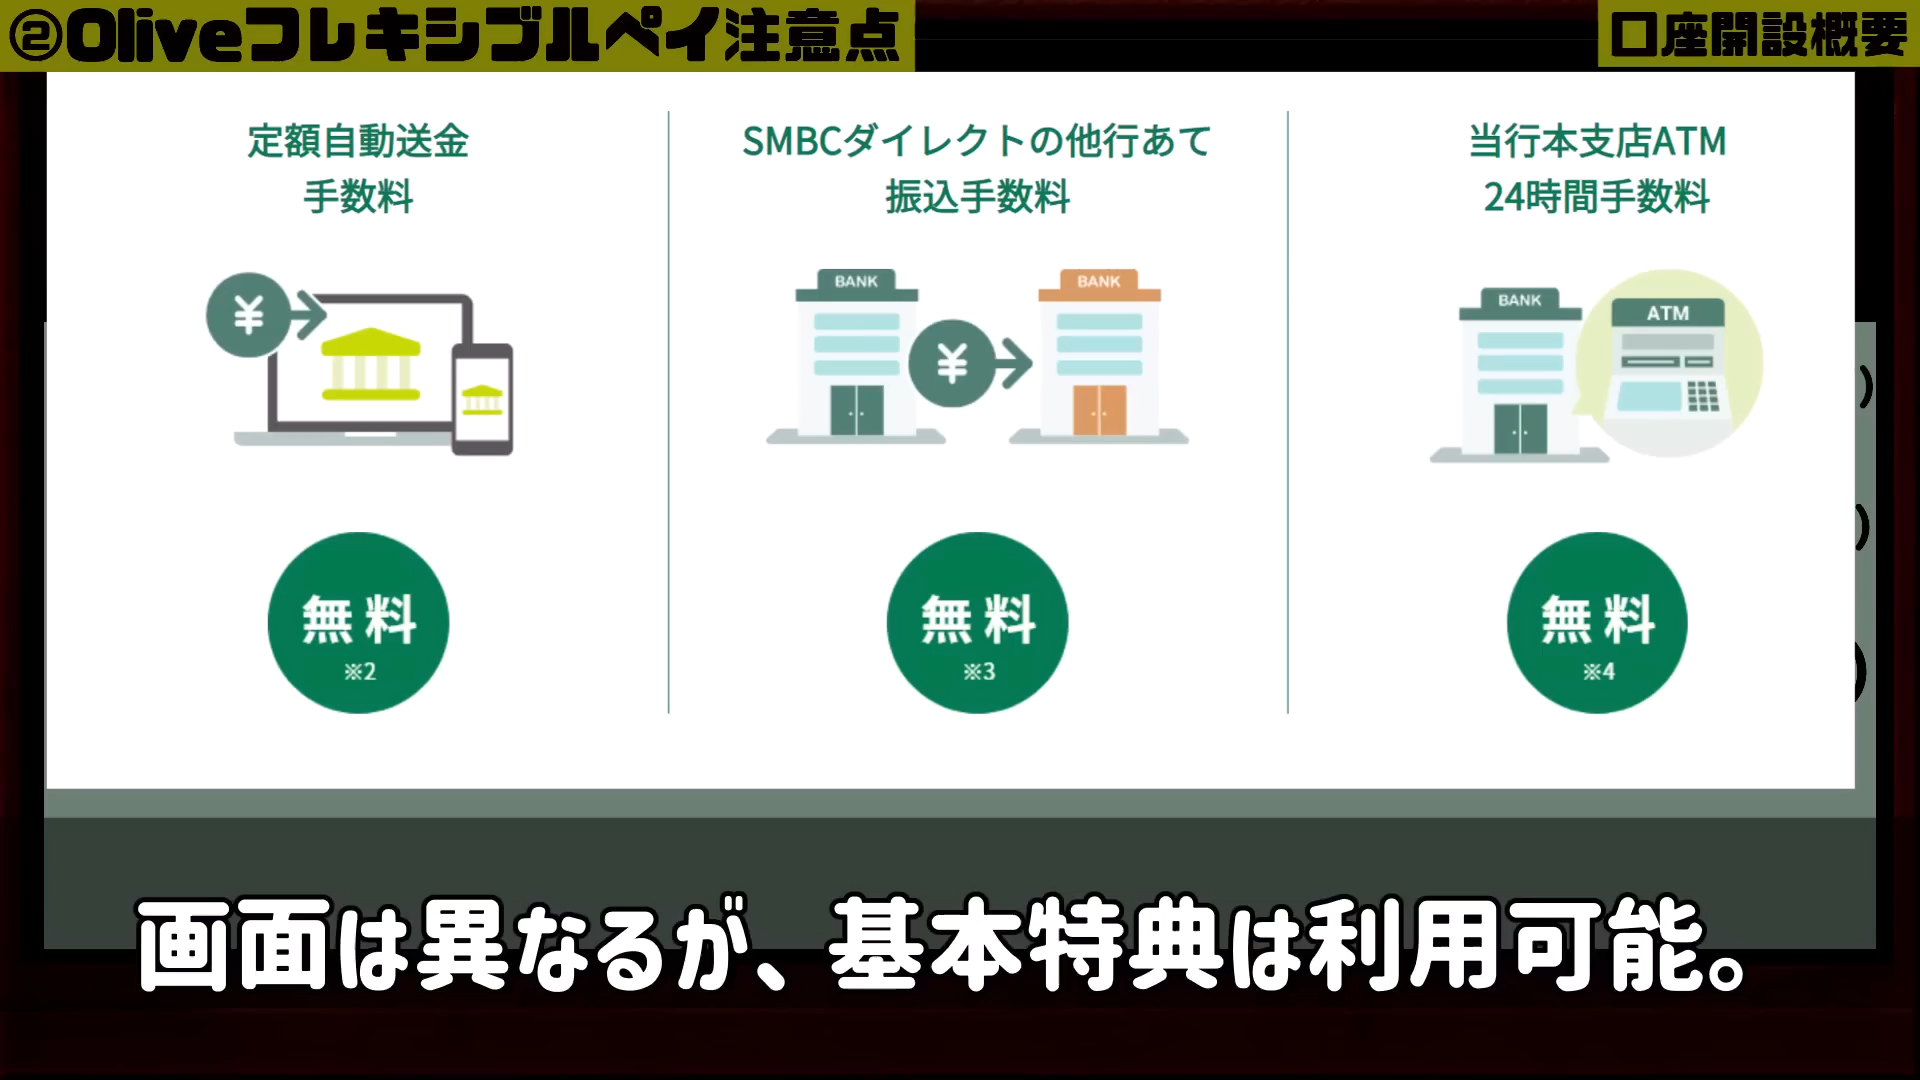 ②Oliveフレキシブルペイ注意点
口座開設概要
定額自動送金
手数料
SMBCダイレクトの他行あて
振込手数料
当行本支店ATM
24時間手数料
¥
BANK
¥
BANK
BANK
ATM
無料
※2
無料
※3
無料
※4
)
)
画面は異なるが、基本特典は利用可能。